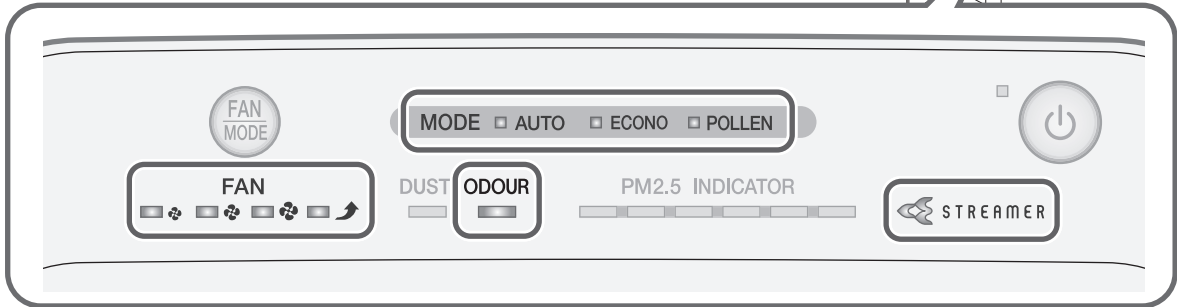 FAN
MODE
MODE AUTO ECONO POLLEN
FAN
DUST ODOUR PM2.5 INDICATOR
STREAMER